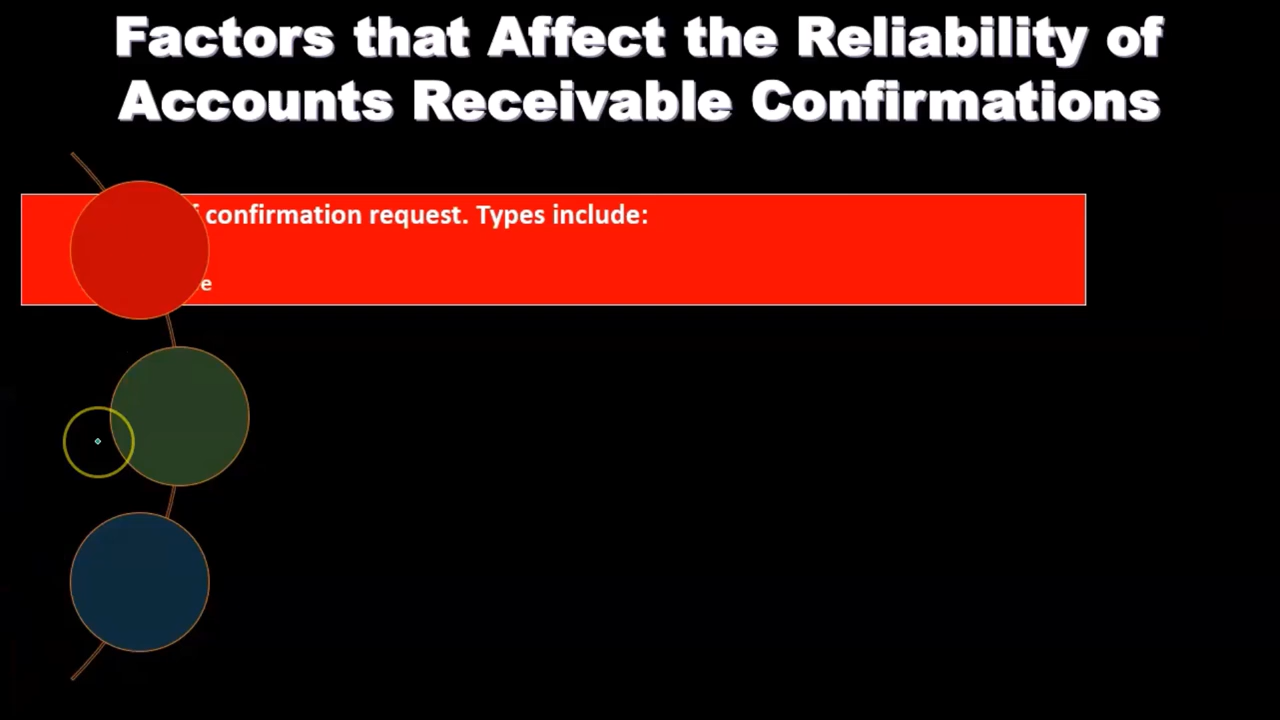 Factors that Affect the Reliability of
Accounts Receivable Confirmations
confirmation request. Types include: